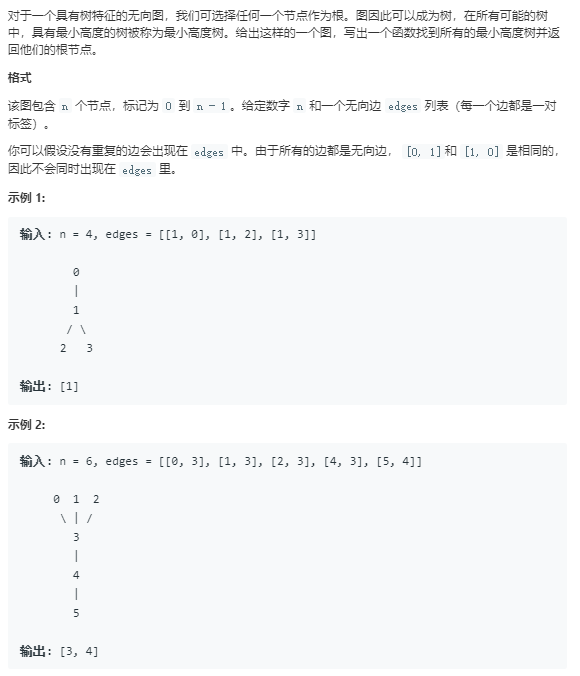 对于一个具有树特征的无向图，我们可选择任何一个节点作为根。图因此可以成为树，在所有可能的树
中，具有最小高度的树被称为最小高度树。给出这样的一个图，写出一个函数找到所有的最小高度树并返
回他们的根节点。
格式
该图包含 n 个节点，标记为 0 到 n - 1 。给定数字 n 和一个无向边 edges 列表（每一个边都是一对
标签）。
你可以假设没有重复的边会出现在 edges 中。由于所有的边都是无向边， [0, 1]和 [1, 0] 是相同的，
因此不会同时出现在 edges 里。
示例 1:
输入: n = 4, edges = [[1, 0], [1, 2], [1, 3]]
0
|
1
/ \
2 3
输出: [1]
示例 2:
输入: n = 6, edges = [[0, 3], [1, 3], [2, 3], [4, 3], [5, 4]]
0 1 2
\ | /
3
|
4
|
5
输出: [3, 4]